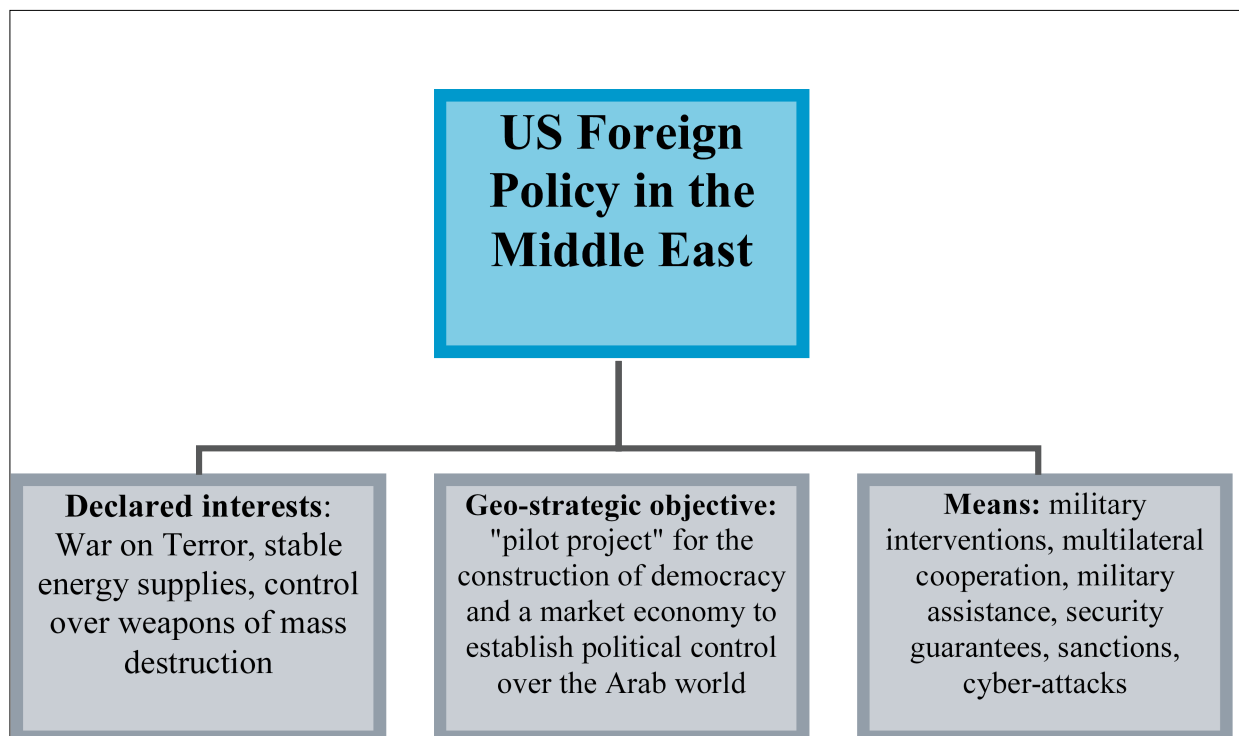 US Foreign
Policy in the
Middle East
Declared interests:
War on Terror, stable
energy supplies, control
over weapons of mass
destruction
Geo-strategic objective:
"pilot project" for the
construction of democracy
and a market economy to
establish political control
over the Arab world
Means: military
interventions, multilateral
cooperation, military
assistance, security
guarantees, sanctions,
cyber-attacks